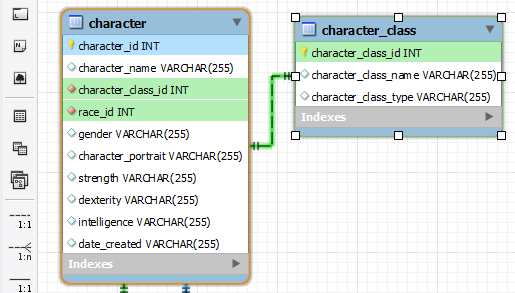 character
character_id INT
character_name VARCHAR(255)
character_class_id INT
race_id INT
gender VARCHAR(255)
character_portrait VARCHAR(255)
strength VARCHAR(255)
dexterity VARCHAR(255)
intelligence VARCHAR(255)
date_created VARCHAR(255)
Indexes
character_class
character_class_id INT
character_class_name VARCHAR(255)
character_class_type VARCHAR(255)
Indexes
1:1
1:n
1:1